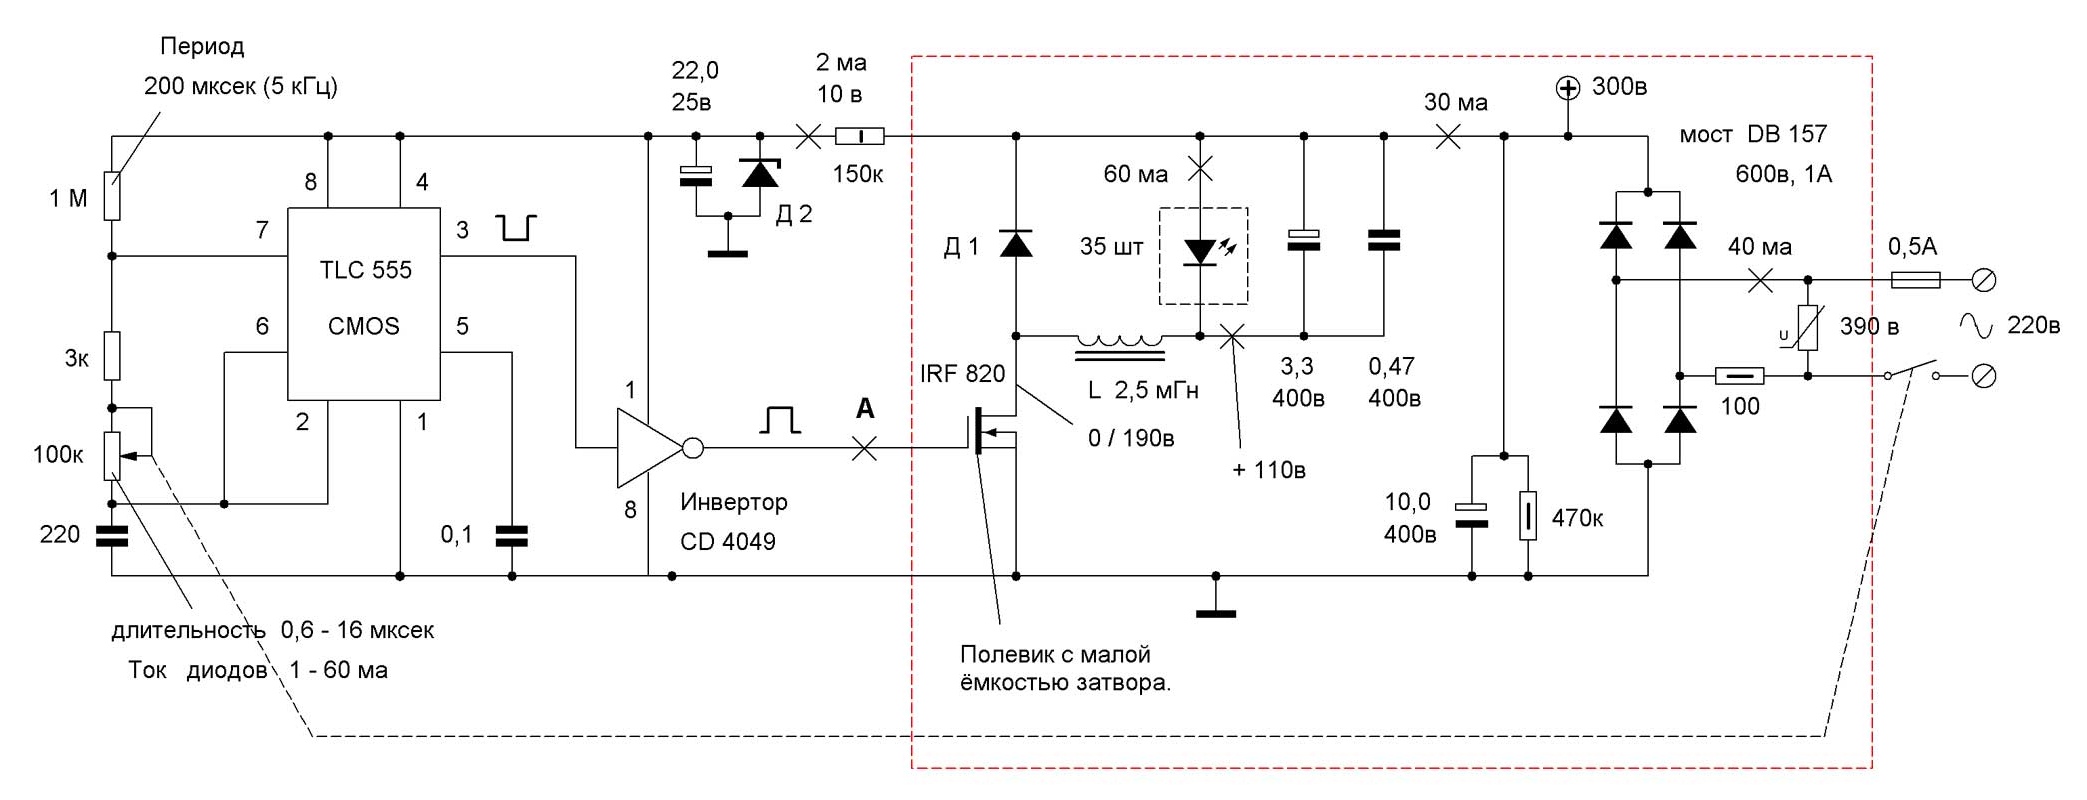 Период
200 мксек (5 кГц)
22,0
25в
2 ма
10 в
150к
30 ма
300в
мост DB 157
600в, 1А
1 М
8
4
7
3
TLC 555
CMOS
6
5
2
1
3к
100к
220
0,1
Д 2
60 ма
Д 1
35 шт
40 ма
0,5А
U
390 в
220в
100
IRF 820
L 2,5 мГн
3,3
400в
0,47
400в
0 / 190в
+ 110в
1
A
8
Инвертор
CD 4049
10,0
400в
470к
длительность 0,6 - 16 мксек
Ток диодов 1 - 60 ма
Полевик с малой
ёмкостью затвора.